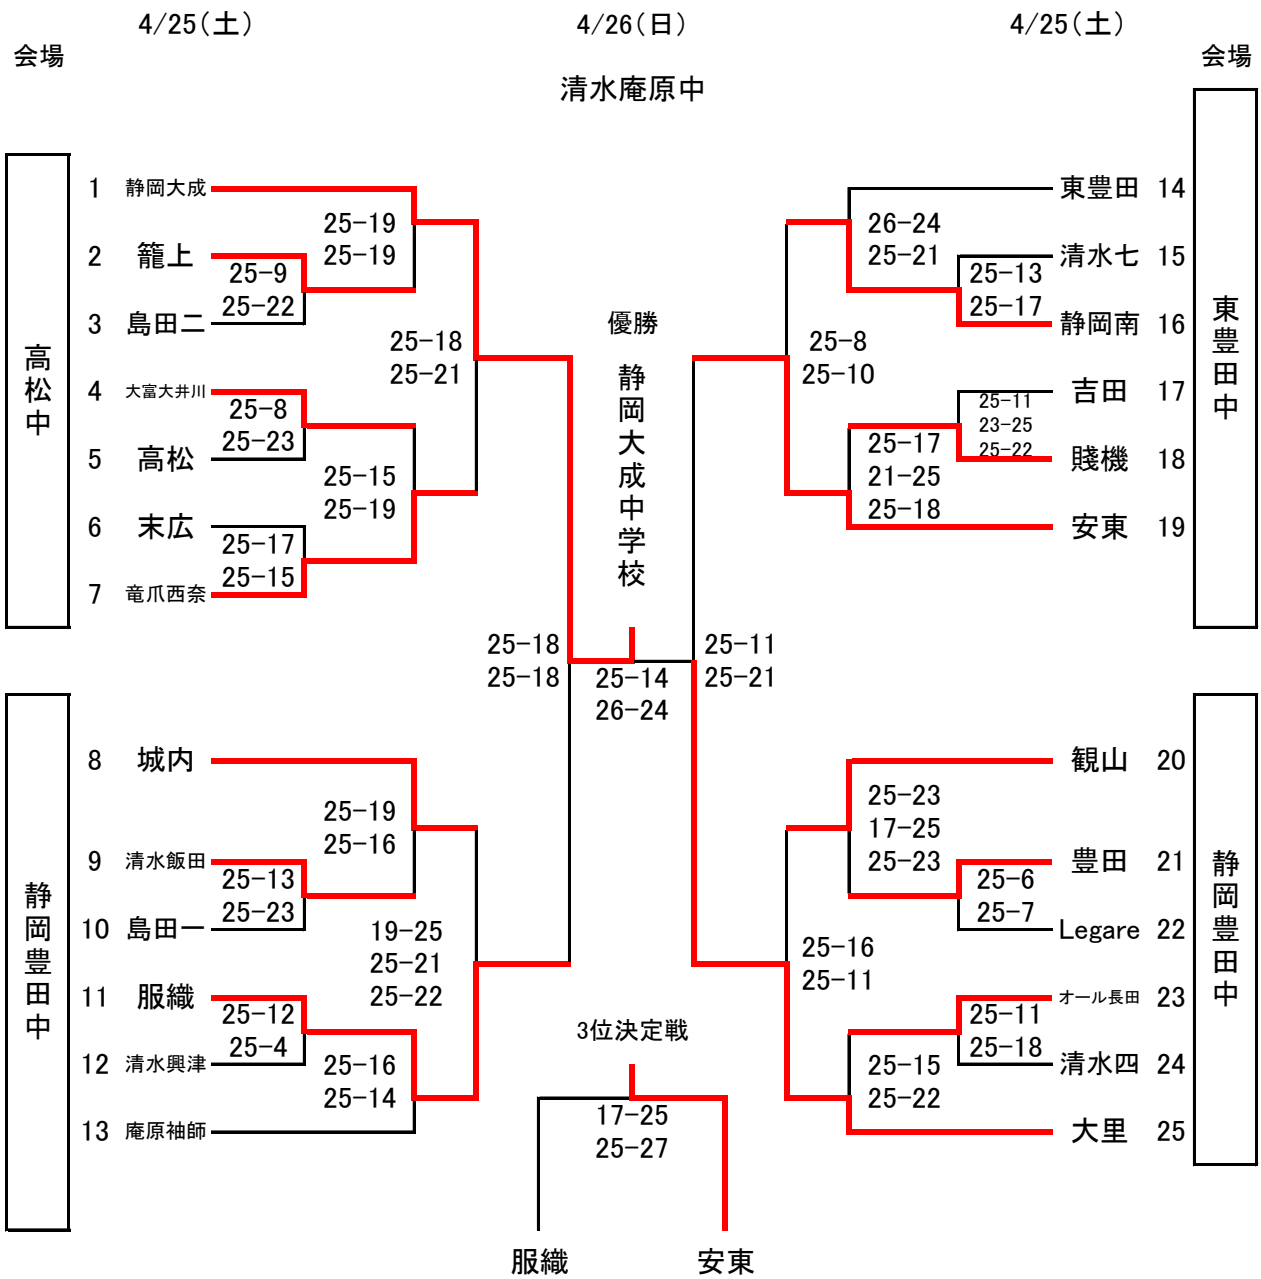 4/25(土)
4/26(日)
4/25(土)
会場
会場
清水庵原中
高松中
1 静岡大成
2 籠上
3 島田二
4 大富大井川
5 高松
6 末広
7 竜爪西奈
25-19
25-19
25-9
25-22
25-18
25-21
25-8
25-23
25-15
25-19
25-17
25-15
静岡豊田中
8 城内
9 清水飯田
10 島田一
11 服織
12 清水興津
13 庵原袖師
25-19
25-16
25-13
25-23
19-25
25-21
25-22
25-12
25-4
25-16
25-14
25-18
25-18
優勝
静岡大成中学校
25-14
26-24
25-11
25-21
3位決定戦
17-25
25-27
服織
安東
東豊田 14
清水七 15
静岡南 16
吉田 17
賤機 18
安東 19
東豊田中
26-24
25-21
25-13
25-17
25-8
25-10
25-11
23-25
25-22
25-17
21-25
25-18
観山 20
豊田 21
Legare 22
オール長田 23
清水四 24
大里 25
静岡豊田中
25-23
17-25
25-23
25-6
25-7
25-16
25-11
25-11
25-18
25-15
25-22